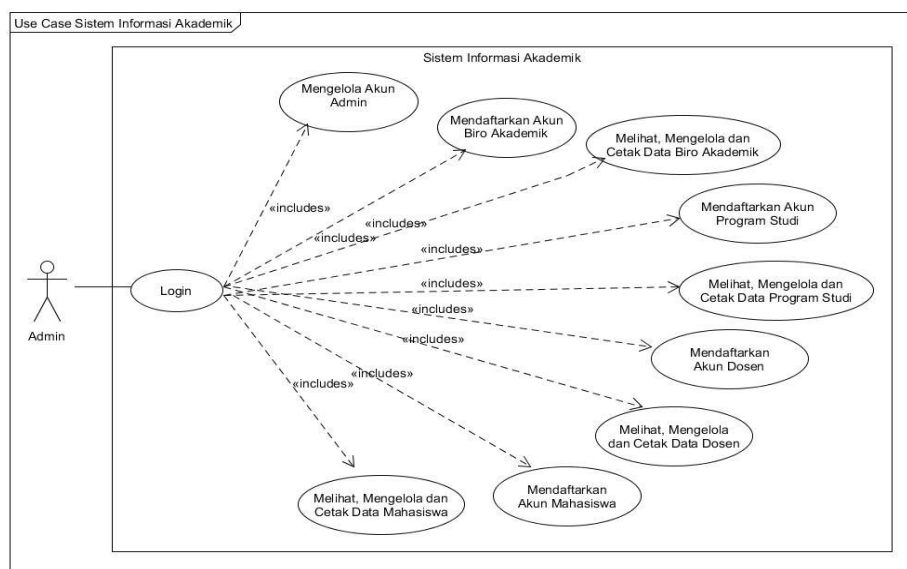 Use Case Sistem Informasi Akademik
Sistem Informasi Akademik
Mengelola Akun
Admin
Mendaftarkan Akun
Biro Akademik
Melihat, Mengelola dan
Cetak Data Biro Akademik
«includes»
«includes»
«includes»
Mendaftarkan Akun
Program Studi
Admin
Login
«includes»
Melihat, Mengelola dan
Cetak Data Program Studi
«includes»
Mendaftarkan
Akun Dosen
«includes»
«includes»
«includes»
Melihat, Mengelola
dan Cetak Data Dosen
Melihat, Mengelola dan
Cetak Data Mahasiswa
Mendaftarkan
Akun Mahasiswa